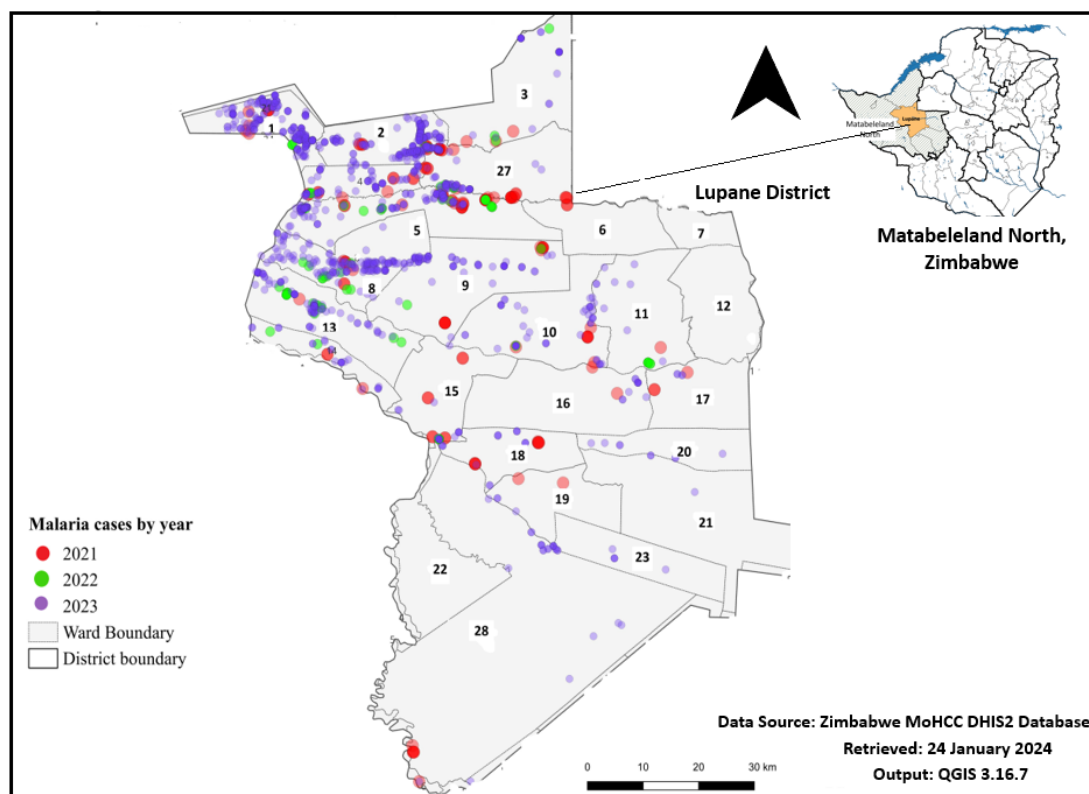 3
1
2
27
4
5
6
7
8
9
10
11
12
13
14
15
16
17
18
19
20
21
22
23
28
Matabeleland
North
Lupane
Lupane District
Matabeleland North,
Zimbabwe
Malaria cases by year
2021
2022
2023
Ward Boundary
District boundary
Data Source: Zimbabwe MoHCC DHIS2 Database
Retrieved: 24 January 2024
Output: QGIS 3.16.7
0 10 20 30 km